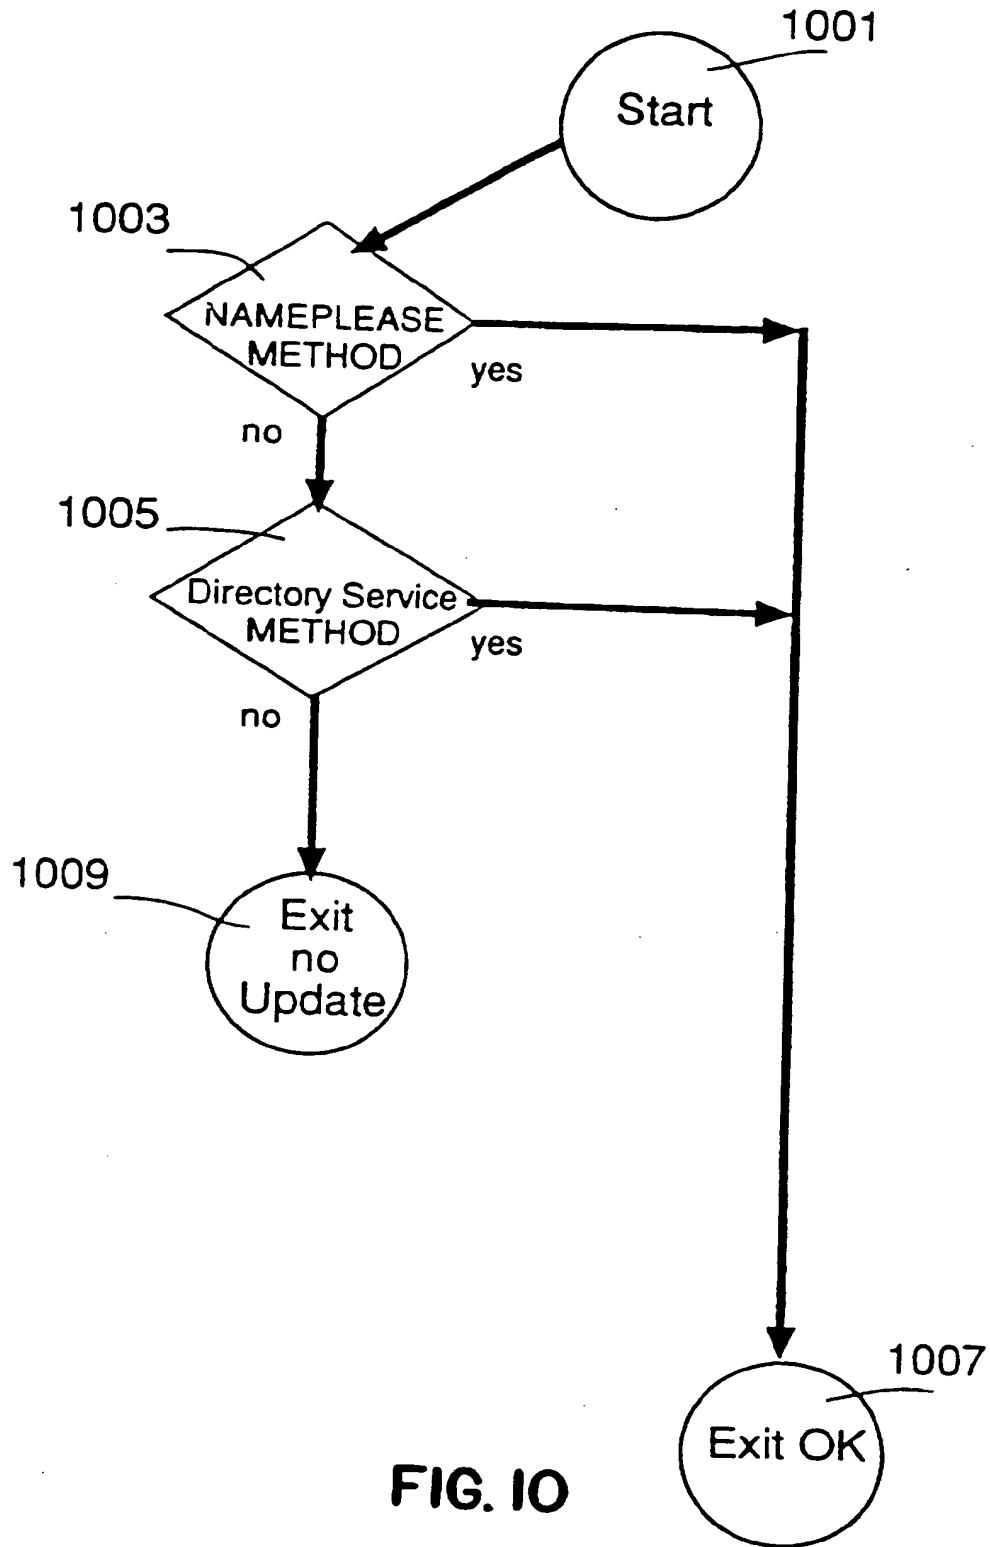 1001
Start
1003
NAMEPLEASE
METHOD
yes
no
1005
Directory Service
METHOD
yes
no
1009
Exit
no
Update
1007
Exit OK
FIG. 10